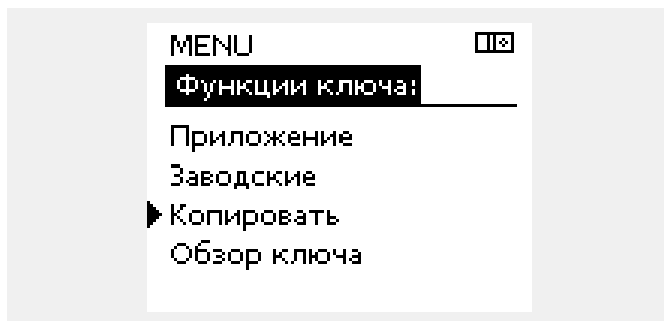 MENU
Функции ключа:
Приложение
Заводские
Копировать
Обзор ключа